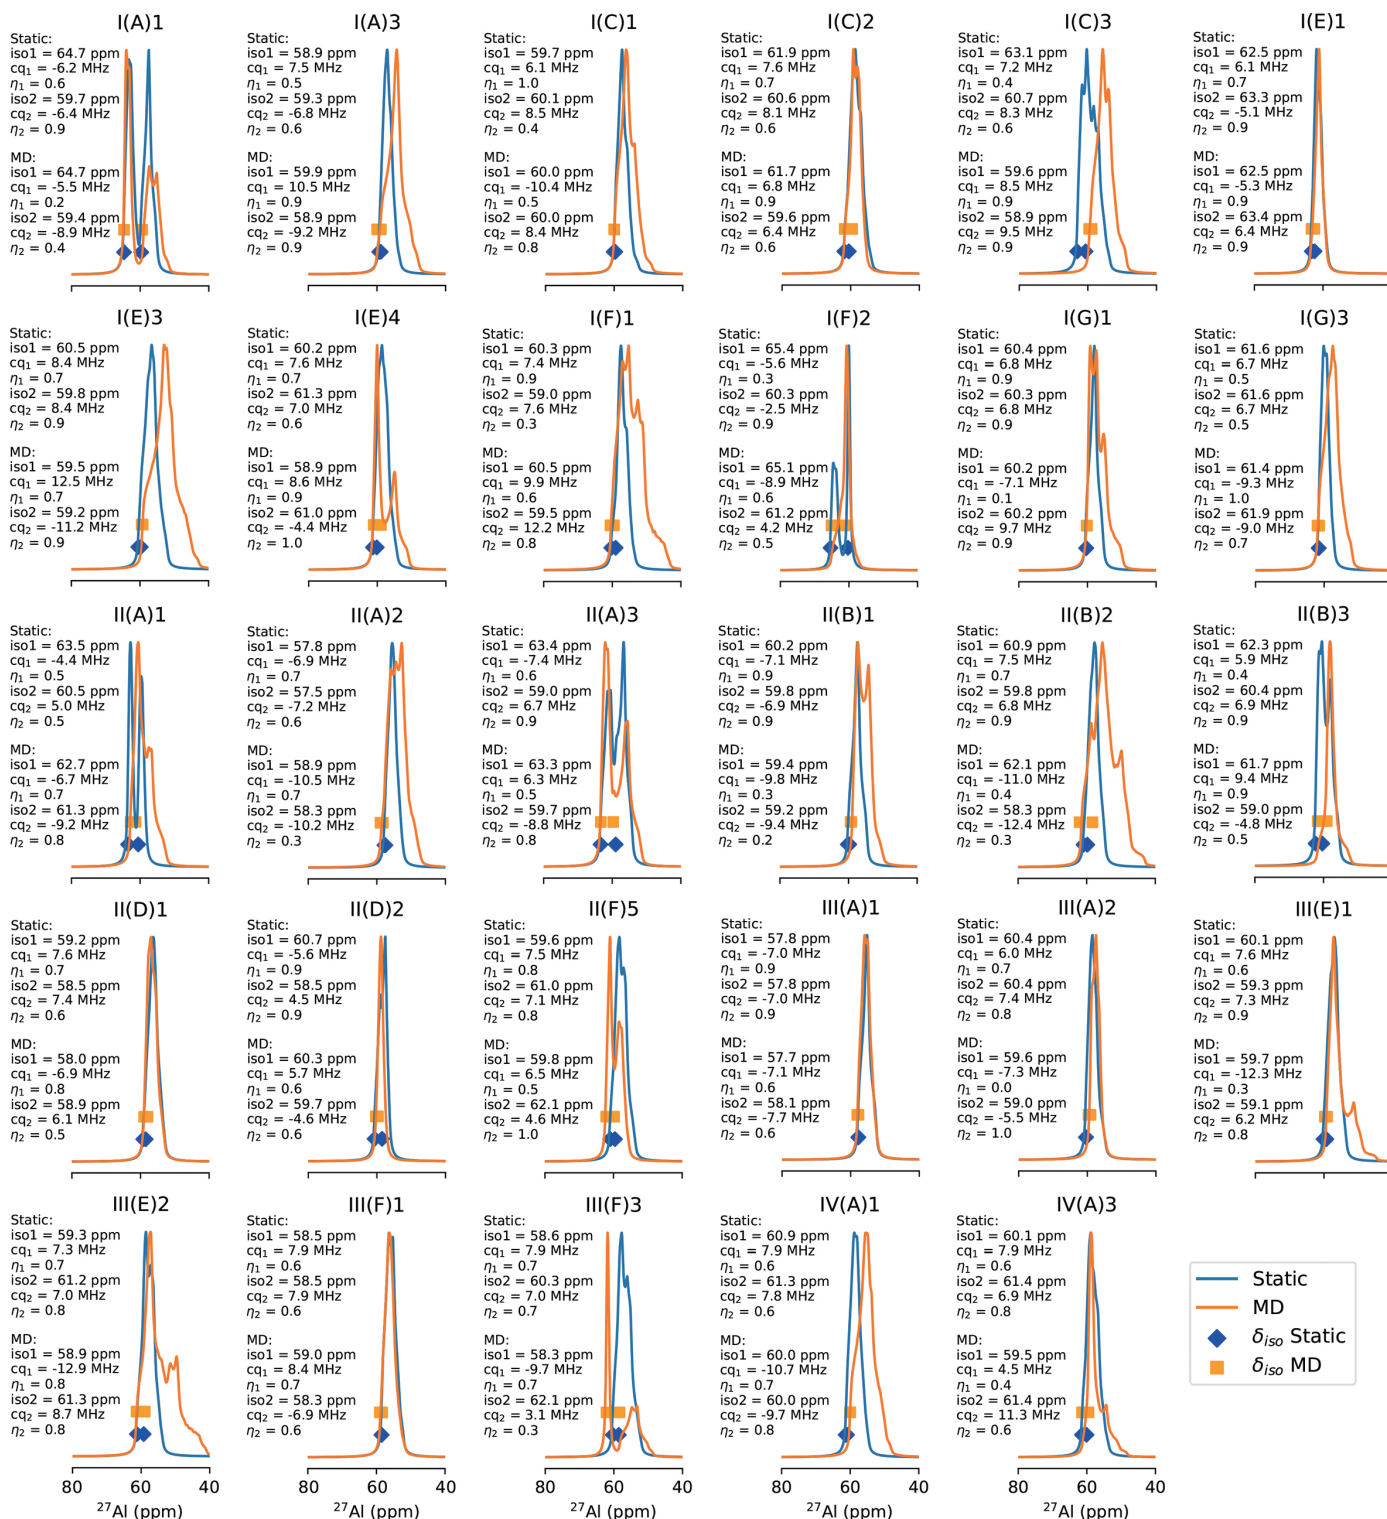 I(A)1
Static:
iso1 = 64.7 ppm
cq₁ = -6.2 MHz
η₁ = 0.6
iso2 = 59.7 ppm
cq₂ = -6.4 MHz
η₂ = 0.9
MD:
iso1 = 64.7 ppm
cq₁ = -5.5 MHz
η₁ = 0.2
iso2 = 59.4 ppm
cq₂ = -8.9 MHz
η₂ = 0.4
I(A)3
Static:
iso1 = 58.9 ppm
cq₁ = 7.5 MHz
η₁ = 0.5
iso2 = 59.3 ppm
cq₂ = -6.8 MHz
η₂ = 0.6
MD:
iso1 = 59.9 ppm
cq₁ = 10.5 MHz
η₁ = 0.9
iso2 = 58.9 ppm
cq₂ = -9.2 MHz
η₂ = 0.9
I(C)1
Static:
iso1 = 59.7 ppm
cq₁ = 6.1 MHz
η₁ = 1.0
iso2 = 60.1 ppm
cq₂ = 8.5 MHz
η₂ = 0.4
MD:
iso1 = 60.0 ppm
cq₁ = -10.4 MHz
η₁ = 0.5
iso2 = 60.0 ppm
cq₂ = 8.4 MHz
η₂ = 0.8
I(C)2
Static:
iso1 = 61.9 ppm
cq₁ = 7.6 MHz
η₁ = 0.7
iso2 = 60.6 ppm
cq₂ = 8.1 MHz
η₂ = 0.6
MD:
iso1 = 61.7 ppm
cq₁ = 6.8 MHz
η₁ = 0.9
iso2 = 59.6 ppm
cq₂ = 6.4 MHz
η₂ = 0.6
I(C)3
Static:
iso1 = 63.1 ppm
cq₁ = 7.2 MHz
η₁ = 0.4
iso2 = 60.7 ppm
cq₂ = 8.3 MHz
η₂ = 0.6
MD:
iso1 = 59.6 ppm
cq₁ = 8.5 MHz
η₁ = 0.9
iso2 = 58.9 ppm
cq₂ = 9.5 MHz
η₂ = 0.9
I(E)1
Static:
iso1 = 62.5 ppm
cq₁ = 6.1 MHz
η₁ = 0.7
iso2 = 63.3 ppm
cq₂ = -5.1 MHz
η₂ = 0.9
MD:
iso1 = 62.5 ppm
cq₁ = -5.3 MHz
η₁ = 0.9
iso2 = 63.4 ppm
cq₂ = 6.4 MHz
η₂ = 0.9
I(E)3
Static:
iso1 = 60.5 ppm
cq₁ = 8.4 MHz
η₁ = 0.7
iso2 = 59.8 ppm
cq₂ = 8.4 MHz
η₂ = 0.9
MD:
iso1 = 59.5 ppm
cq₁ = 12.5 MHz
η₁ = 0.7
iso2 = 59.2 ppm
cq₂ = -11.2 MHz
η₂ = 0.9
I(E)4
Static:
iso1 = 60.2 ppm
cq₁ = 7.6 MHz
η₁ = 0.7
iso2 = 61.3 ppm
cq₂ = 7.0 MHz
η₂ = 0.6
MD:
iso1 = 58.9 ppm
cq₁ = 8.6 MHz
η₁ = 0.9
iso2 = 61.0 ppm
cq₂ = -4.4 MHz
η₂ = 1.0
I(F)1
Static:
iso1 = 60.3 ppm
cq₁ = 7.4 MHz
η₁ = 0.9
iso2 = 59.0 ppm
cq₂ = 7.6 MHz
η₂ = 0.3
MD:
iso1 = 60.5 ppm
cq₁ = 9.9 MHz
η₁ = 0.6
iso2 = 59.5 ppm
cq₂ = 12.2 MHz
η₂ = 0.8
I(F)2
Static:
iso1 = 65.4 ppm
cq₁ = -5.6 MHz
η₁ = 0.3
iso2 = 60.3 ppm
cq₂ = -2.5 MHz
η₂ = 0.9
MD:
iso1 = 65.1 ppm
cq₁ = -8.9 MHz
η₁ = 0.6
iso2 = 61.2 ppm
cq₂ = 4.2 MHz
η₂ = 0.5
I(G)1
Static:
iso1 = 60.4 ppm
cq₁ = 6.8 MHz
η₁ = 0.9
iso2 = 60.3 ppm
cq₂ = 6.8 MHz
η₂ = 0.9
MD:
iso1 = 60.2 ppm
cq₁ = -7.1 MHz
η₁ = 0.1
iso2 = 60.2 ppm
cq₂ = 9.7 MHz
η₂ = 0.9
I(G)3
Static:
iso1 = 61.6 ppm
cq₁ = 6.7 MHz
η₁ = 0.5
iso2 = 61.6 ppm
cq₂ = 6.7 MHz
η₂ = 0.5
MD:
iso1 = 61.4 ppm
cq₁ = -9.3 MHz
η₁ = 1.0
iso2 = 61.9 ppm
cq₂ = -9.0 MHz
η₂ = 0.7
II(A)1
Static:
iso1 = 63.5 ppm
cq₁ = -4.4 MHz
η₁ = 0.5
iso2 = 60.5 ppm
cq₂ = 5.0 MHz
η₂ = 0.5
MD:
iso1 = 62.7 ppm
cq₁ = -6.7 MHz
η₁ = 0.7
iso2 = 61.3 ppm
cq₂ = -9.2 MHz
η₂ = 0.8
II(A)2
Static:
iso1 = 57.8 ppm
cq₁ = -6.9 MHz
η₁ = 0.7
iso2 = 57.5 ppm
cq₂ = -7.2 MHz
η₂ = 0.6
MD:
iso1 = 58.9 ppm
cq₁ = -10.5 MHz
η₁ = 0.7
iso2 = 58.3 ppm
cq₂ = -10.2 MHz
η₂ = 0.3
II(A)3
Static:
iso1 = 63.4 ppm
cq₁ = -7.4 MHz
η₁ = 0.6
iso2 = 59.0 ppm
cq₂ = 6.7 MHz
η₂ = 0.9
MD:
iso1 = 63.3 ppm
cq₁ = 6.3 MHz
η₁ = 0.5
iso2 = 59.7 ppm
cq₂ = -8.8 MHz
η₂ = 0.8
II(B)1
Static:
iso1 = 60.2 ppm
cq₁ = -7.1 MHz
η₁ = 0.9
iso2 = 59.8 ppm
cq₂ = -6.9 MHz
η₂ = 0.9
MD:
iso1 = 59.4 ppm
cq₁ = -9.8 MHz
η₁ = 0.3
iso2 = 59.2 ppm
cq₂ = -9.4 MHz
η₂ = 0.2
II(B)2
Static:
iso1 = 60.9 ppm
cq₁ = 7.5 MHz
η₁ = 0.7
iso2 = 59.8 ppm
cq₂ = 6.8 MHz
η₂ = 0.9
MD:
iso1 = 62.1 ppm
cq₁ = -11.0 MHz
η₁ = 0.4
iso2 = 58.3 ppm
cq₂ = -12.4 MHz
η₂ = 0.3
II(B)3
Static:
iso1 = 62.3 ppm
cq₁ = 5.9 MHz
η₁ = 0.4
iso2 = 60.4 ppm
cq₂ = 6.9 MHz
η₂ = 0.9
MD:
iso1 = 61.7 ppm
cq₁ = 9.4 MHz
η₁ = 0.9
iso2 = 59.0 ppm
cq₂ = -4.8 MHz
η₂ = 0.5
II(D)1
Static:
iso1 = 59.2 ppm
cq₁ = 7.6 MHz
η₁ = 0.7
iso2 = 58.5 ppm
cq₂ = 7.4 MHz
η₂ = 0.6
MD:
iso1 = 58.0 ppm
cq₁ = -6.9 MHz
η₁ = 0.8
iso2 = 58.9 ppm
cq₂ = 6.1 MHz
η₂ = 0.5
II(D)2
Static:
iso1 = 60.7 ppm
cq₁ = -5.6 MHz
η₁ = 0.9
iso2 = 58.5 ppm
cq₂ = 4.5 MHz
η₂ = 0.9
MD:
iso1 = 60.3 ppm
cq₁ = 5.7 MHz
η₁ = 0.6
iso2 = 59.7 ppm
cq₂ = -4.6 MHz
η₂ = 0.6
II(F)5
Static:
iso1 = 59.6 ppm
cq₁ = 7.5 MHz
η₁ = 0.8
iso2 = 61.0 ppm
cq₂ = 7.1 MHz
η₂ = 0.8
MD:
iso1 = 59.8 ppm
cq₁ = 6.5 MHz
η₁ = 0.5
iso2 = 62.1 ppm
cq₂ = 4.6 MHz
η₂ = 1.0
III(A)1
Static:
iso1 = 57.8 ppm
cq₁ = -7.0 MHz
η₁ = 0.9
iso2 = 57.8 ppm
cq₂ = -7.0 MHz
η₂ = 0.9
MD:
iso1 = 57.7 ppm
cq₁ = -7.1 MHz
η₁ = 0.6
iso2 = 58.1 ppm
cq₂ = -7.7 MHz
η₂ = 0.6
III(A)2
Static:
iso1 = 60.4 ppm
cq₁ = 6.0 MHz
η₁ = 0.7
iso2 = 60.4 ppm
cq₂ = 7.4 MHz
η₂ = 0.8
MD:
iso1 = 59.6 ppm
cq₁ = -7.3 MHz
η₁ = 0.0
iso2 = 59.0 ppm
cq₂ = -5.5 MHz
η₂ = 1.0
III(E)1
Static:
iso1 = 60.1 ppm
cq₁ = 7.6 MHz
η₁ = 0.6
iso2 = 59.3 ppm
cq₂ = 7.3 MHz
η₂ = 0.9
MD:
iso1 = 59.7 ppm
cq₁ = -12.3 MHz
η₁ = 0.3
iso2 = 59.1 ppm
cq₂ = 6.2 MHz
η₂ = 0.8
III(E)2
Static:
iso1 = 59.3 ppm
cq₁ = 7.3 MHz
η₁ = 0.7
iso2 = 61.2 ppm
cq₂ = 7.0 MHz
η₂ = 0.8
MD:
iso1 = 58.9 ppm
cq₁ = -12.9 MHz
η₁ = 0.8
iso2 = 61.3 ppm
cq₂ = 8.7 MHz
η₂ = 0.8
80 60 40
²⁷Al (ppm)
III(F)1
Static:
iso1 = 58.5 ppm
cq₁ = 7.9 MHz
η₁ = 0.6
iso2 = 58.5 ppm
cq₂ = 7.9 MHz
η₂ = 0.6
MD:
iso1 = 59.0 ppm
cq₁ = 8.4 MHz
η₁ = 0.7
iso2 = 58.3 ppm
cq₂ = -6.9 MHz
η₂ = 0.6
80 60 40
²⁷Al (ppm)
III(F)3
Static:
iso1 = 58.6 ppm
cq₁ = 7.9 MHz
η₁ = 0.7
iso2 = 60.3 ppm
cq₂ = 7.0 MHz
η₂ = 0.7
MD:
iso1 = 58.3 ppm
cq₁ = -9.7 MHz
η₁ = 0.7
iso2 = 62.1 ppm
cq₂ = 3.1 MHz
η₂ = 0.3
80 60 40
²⁷Al (ppm)
IV(A)1
Static:
iso1 = 60.9 ppm
cq₁ = 7.9 MHz
η₁ = 0.6
iso2 = 61.3 ppm
cq₂ = 7.8 MHz
η₂ = 0.6
MD:
iso1 = 60.0 ppm
cq₁ = -10.7 MHz
η₁ = 0.7
iso2 = 60.0 ppm
cq₂ = -9.7 MHz
η₂ = 0.8
80 60 40
²⁷Al (ppm)
IV(A)3
Static:
iso1 = 60.1 ppm
cq₁ = 7.9 MHz
η₁ = 0.6
iso2 = 61.4 ppm
cq₂ = 6.9 MHz
η₂ = 0.8
MD:
iso1 = 59.5 ppm
cq₁ = 4.5 MHz
η₁ = 0.4
iso2 = 61.4 ppm
cq₂ = 11.3 MHz
η₂ = 0.6
80 60 40
²⁷Al (ppm)
Static
MD
δiso Static
δiso MD